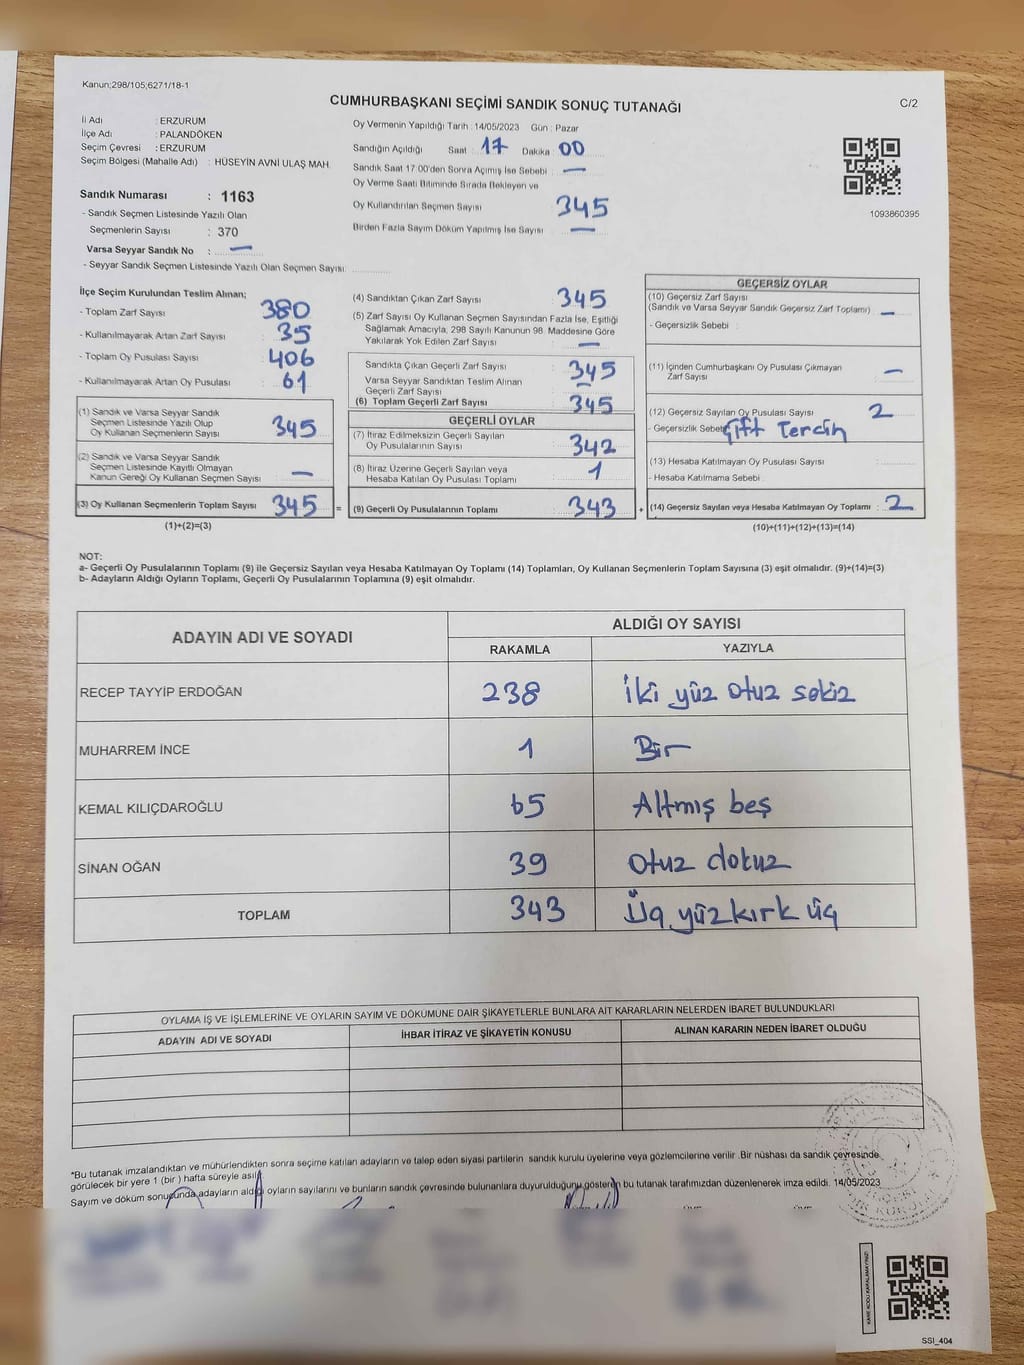 Kanun;298/105;6271/18-1
CUMHURBAŞKANI SEÇİMİ SANDIK SONUÇ TUTANAĞI
C/2
İl Adı : ERZURUM
İlçe Adı : PALANDÖKEN
Seçim Çevresi : ERZURUM
Seçim Bölgesi (Mahalle Adı) : HÜSEYİN AVNİ ULAŞ MAH.
Sandık Numarası : 1163
- Sandık Seçmen Listesinde Yazılı Olan
Seçmenlerin Sayısı : 370
Varsa Seyyar Sandık No : —
- Seyyar Sandık Seçmen Listesinde Yazılı Olan Seçmen Sayısı:
Oy Vermenin Yapıldığı Tarih : 14/05/2023 Gün : Pazar
Sandığın Açıldığı Saat : 17 Dakika : 00
Sandık Saat 17:00'den Sonra Açımış İse Sebebi : —
Oy Verme Saati Bitiminde Sırada Bekleyen ve
Oy Kullandırılan Seçmen Sayısı 345
Birden Fazla Sayım Döküm Yapılmış İse Sayısı —
1093860395
İlçe Seçim Kurulundan Teslim Alınan;
- Toplam Zarf Sayısı : 380
- Kullanılmayarak Artan Zarf Sayısı : 35
- Toplam Oy Pusulası Sayısı : 406
- Kullanılmayarak Artan Oy Pusulası : 61
(1) Sandık ve Varsa Seyyar Sandık
Seçmen Listesinde Yazılı Olup
Oy Kullanan Seçmenlerin Sayısı 345
(2) Sandık ve Varsa Seyyar Sandık
Seçmen Listesinde Kayıtlı Olmayan
Kanun Gereği Oy Kullanan Seçmen Sayısı —
(3) Oy Kullanan Seçmenlerin Toplam Sayısı 345 =
(1)+(2)=(3)
(4) Sandıktan Çıkan Zarf Sayısı 345
(5) Zarf Sayısı Oy Kullanan Seçmen Sayısından Fazla İse, Eşitliği
Sağlamak Amacıyla, 298 Sayılı Kanunun 98. Maddesine Göre
Yakılarak Yok Edilen Zarf Sayısı —
Sandıkta Çıkan Geçerli Zarf Sayısı 345
Varsa Seyyar Sandıktan Teslim Alınan
Geçerli Zarf Sayısı —
(6) Toplam Geçerli Zarf Sayısı 345
GEÇERLİ OYLAR
(7) İtiraz Edilmeksizin Geçerli Sayılan
Oy Pusulalarının Sayısı 342
(8) İtiraz Üzerine Geçerli Sayılan veya
Hesaba Katılan Oy Pusulası Toplamı 1
(9) Geçerli Oy Pusulalarının Toplamı 343 +
GEÇERSİZ OYLAR
(10) Geçersiz Zarf Sayısı
(Sandık ve Varsa Seyyar Sandık Geçersiz Zarf Toplamı) —
- Geçersizlik Sebebi :
(11) İçinden Cumhurbaşkanı Oy Pusulası Çıkmayan
Zarf Sayısı —
(12) Geçersiz Sayılan Oy Pusulası Sayısı 2
- Geçersizlik Sebebi Çift Tercih
(13) Hesaba Katılmayan Oy Pusulası Sayısı
- Hesaba Katılmama Sebebi :
(14) Geçersiz Sayılan veya Hesaba Katılmayan Oy Toplamı : 2
(10)+(11)+(12)+(13)=(14)
NOT:
a- Geçerli Oy Pusulalarının Toplamı (9) ile Geçersiz Sayılan veya Hesaba Katılmayan Oy Toplamı (14) Toplamları, Oy Kullanan Seçmenlerin Toplam Sayısına (3) eşit olmalıdır. (9)+(14)=(3)
b- Adayların Aldığı Oyların Toplamı, Geçerli Oy Pusulalarının Toplamına (9) eşit olmalıdır.
ADAYIN ADI VE SOYADI
ALDIĞI OY SAYISI
RAKAMLA YAZIYLA
RECEP TAYYİP ERDOĞAN 238 iki yüz otuz sekiz
MUHARREM İNCE 1 Bir
KEMAL KILIÇDAROĞLU 65 Altmış beş
SİNAN OĞAN 39 otuz dokuz
TOPLAM 343 Üç yüz kırk üç
OYLAMA İŞ VE İŞLEMLERİNE VE OYLARIN SAYIM VE DÖKÜMÜNE DAİR ŞİKAYETLERLE BUNLARA AİT KARARLARIN NELERDEN İBARET BULUNDUKLARI
ADAYIN ADI VE SOYADI İHBAR İTİRAZ VE ŞİKAYETİN KONUSU ALINAN KARARIN NEDEN İBARET OLDUĞU
*Bu tutanak imzalandıktan ve mühürlendikten sonra seçime katılan adayların ve talep eden siyasi partilerin sandık kurulu üyelerine veya gözlemcilerine verilir. Bir nüshası da sandık çevresinde
görülecek bir yere 1 (bir) hafta süreyle asılır.
Sayım ve döküm sonucunda adayların aldığı oyların sayılarını ve bunların sandık çevresinde bulunanlara duyurulduğunu gösteren bu tutanak tarafımızdan düzenlenerek imza edildi. 14/05/2023
KARE KODU KARALAMAYINIZ!
SSI_404